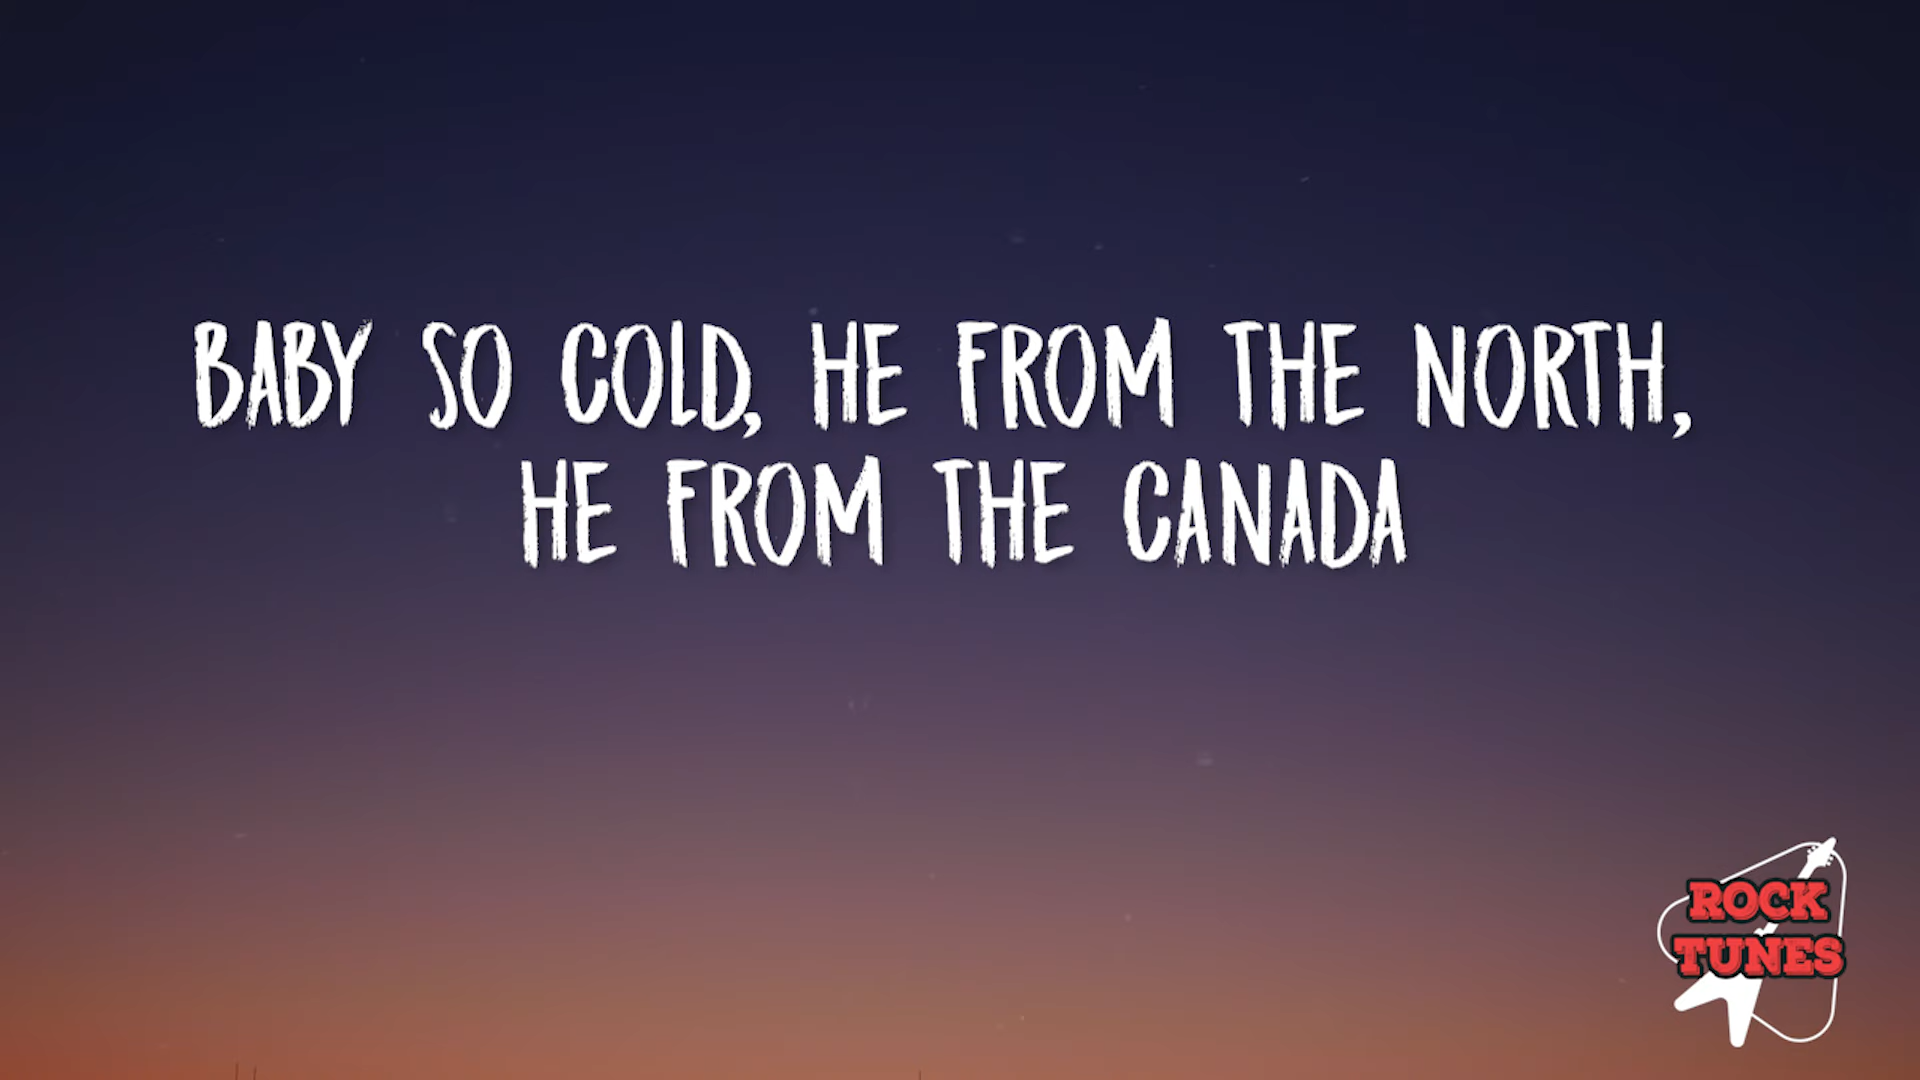 BABY SO COLD, HE FROM THE NORTH,
HE FROM THE CANADA
ROCK
TUNES